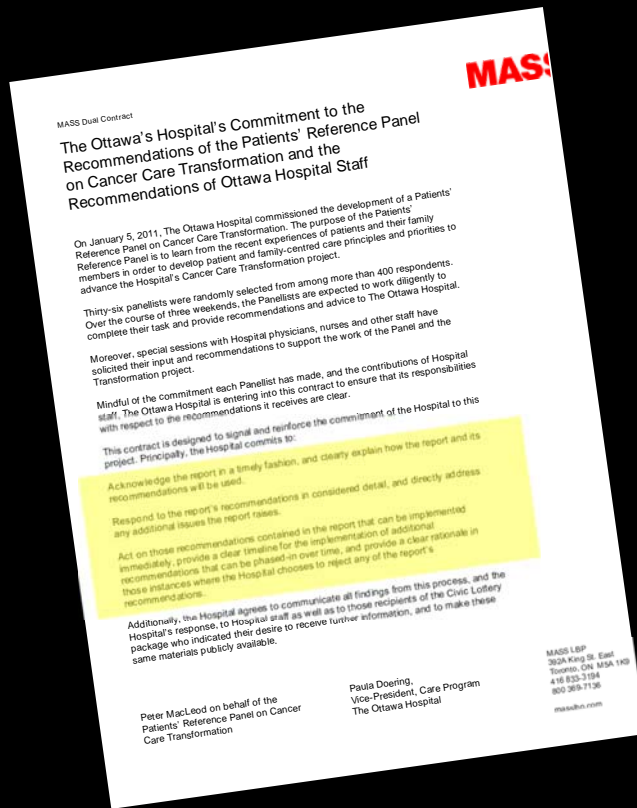 MASS
MASS Dual Contract
The Ottawa's Hospital's Commitment to the
Recommendations of the Patients' Reference Panel
on Cancer Care Transformation and the
Recommendations of Ottawa Hospital Staff
On January 5, 2011, The Ottawa Hospital commissioned the development of a Patients'
Reference Panel on Cancer Care Transformation. The purpose of the Patients'
Reference Panel is to learn from the recent experiences of patients and their family
members in order to develop patient and family-centred care principles and priorities to
advance the Hospital's Cancer Care Transformation project.
Thirty-six panellists were randomly selected from among more than 400 respondents.
Over the course of three weekends, the Panellists are expected to work diligently to
complete their task and provide recommendations and advice to The Ottawa Hospital.
Moreover, special sessions with Hospital physicians, nurses and other staff have
solicited their input and recommendations to support the work of the Panel and the
Transformation project.
Mindful of the commitment each Panellist has made, and the contributions of Hospital
staff, The Ottawa Hospital is entering into this contract to ensure that its responsibilities
with respect to the recommendations it receives are clear.
This contract is designed to signal and reinforce the commitment of the Hospital to this
project. Principally, the Hospital commits to:
Acknowledge the report in a timely fashion, and clearly explain how the report and its
recommendations will be used.
Respond to the report's recommendations in considered detail, and directly address
any additional issues the report raises.
Act on those recommendations contained in the report that can be implemented
immediately, provide a clear timeline for the implementation of additional
recommendations that can be phased-in over time, and provide a clear rationale in
those instances where the Hospital chooses to reject any of the report's
recommendations.
Additionally, the Hospital agrees to communicate all findings from this process, and the
Hospital's response, to Hospital staff as well as to those recipients of the Civic Lottery
package who indicated their desire to receive further information, and to make these
same materials publicly available.
Peter MacLeod on behalf of the
Patients' Reference Panel on Cancer
Care Transformation
Paula Doering,
Vice-President, Care Program
The Ottawa Hospital
MASS LBP
392A King St. East
Toronto, ON M5A 1K9
416 833-3194
800 369-7136
masslbp.com